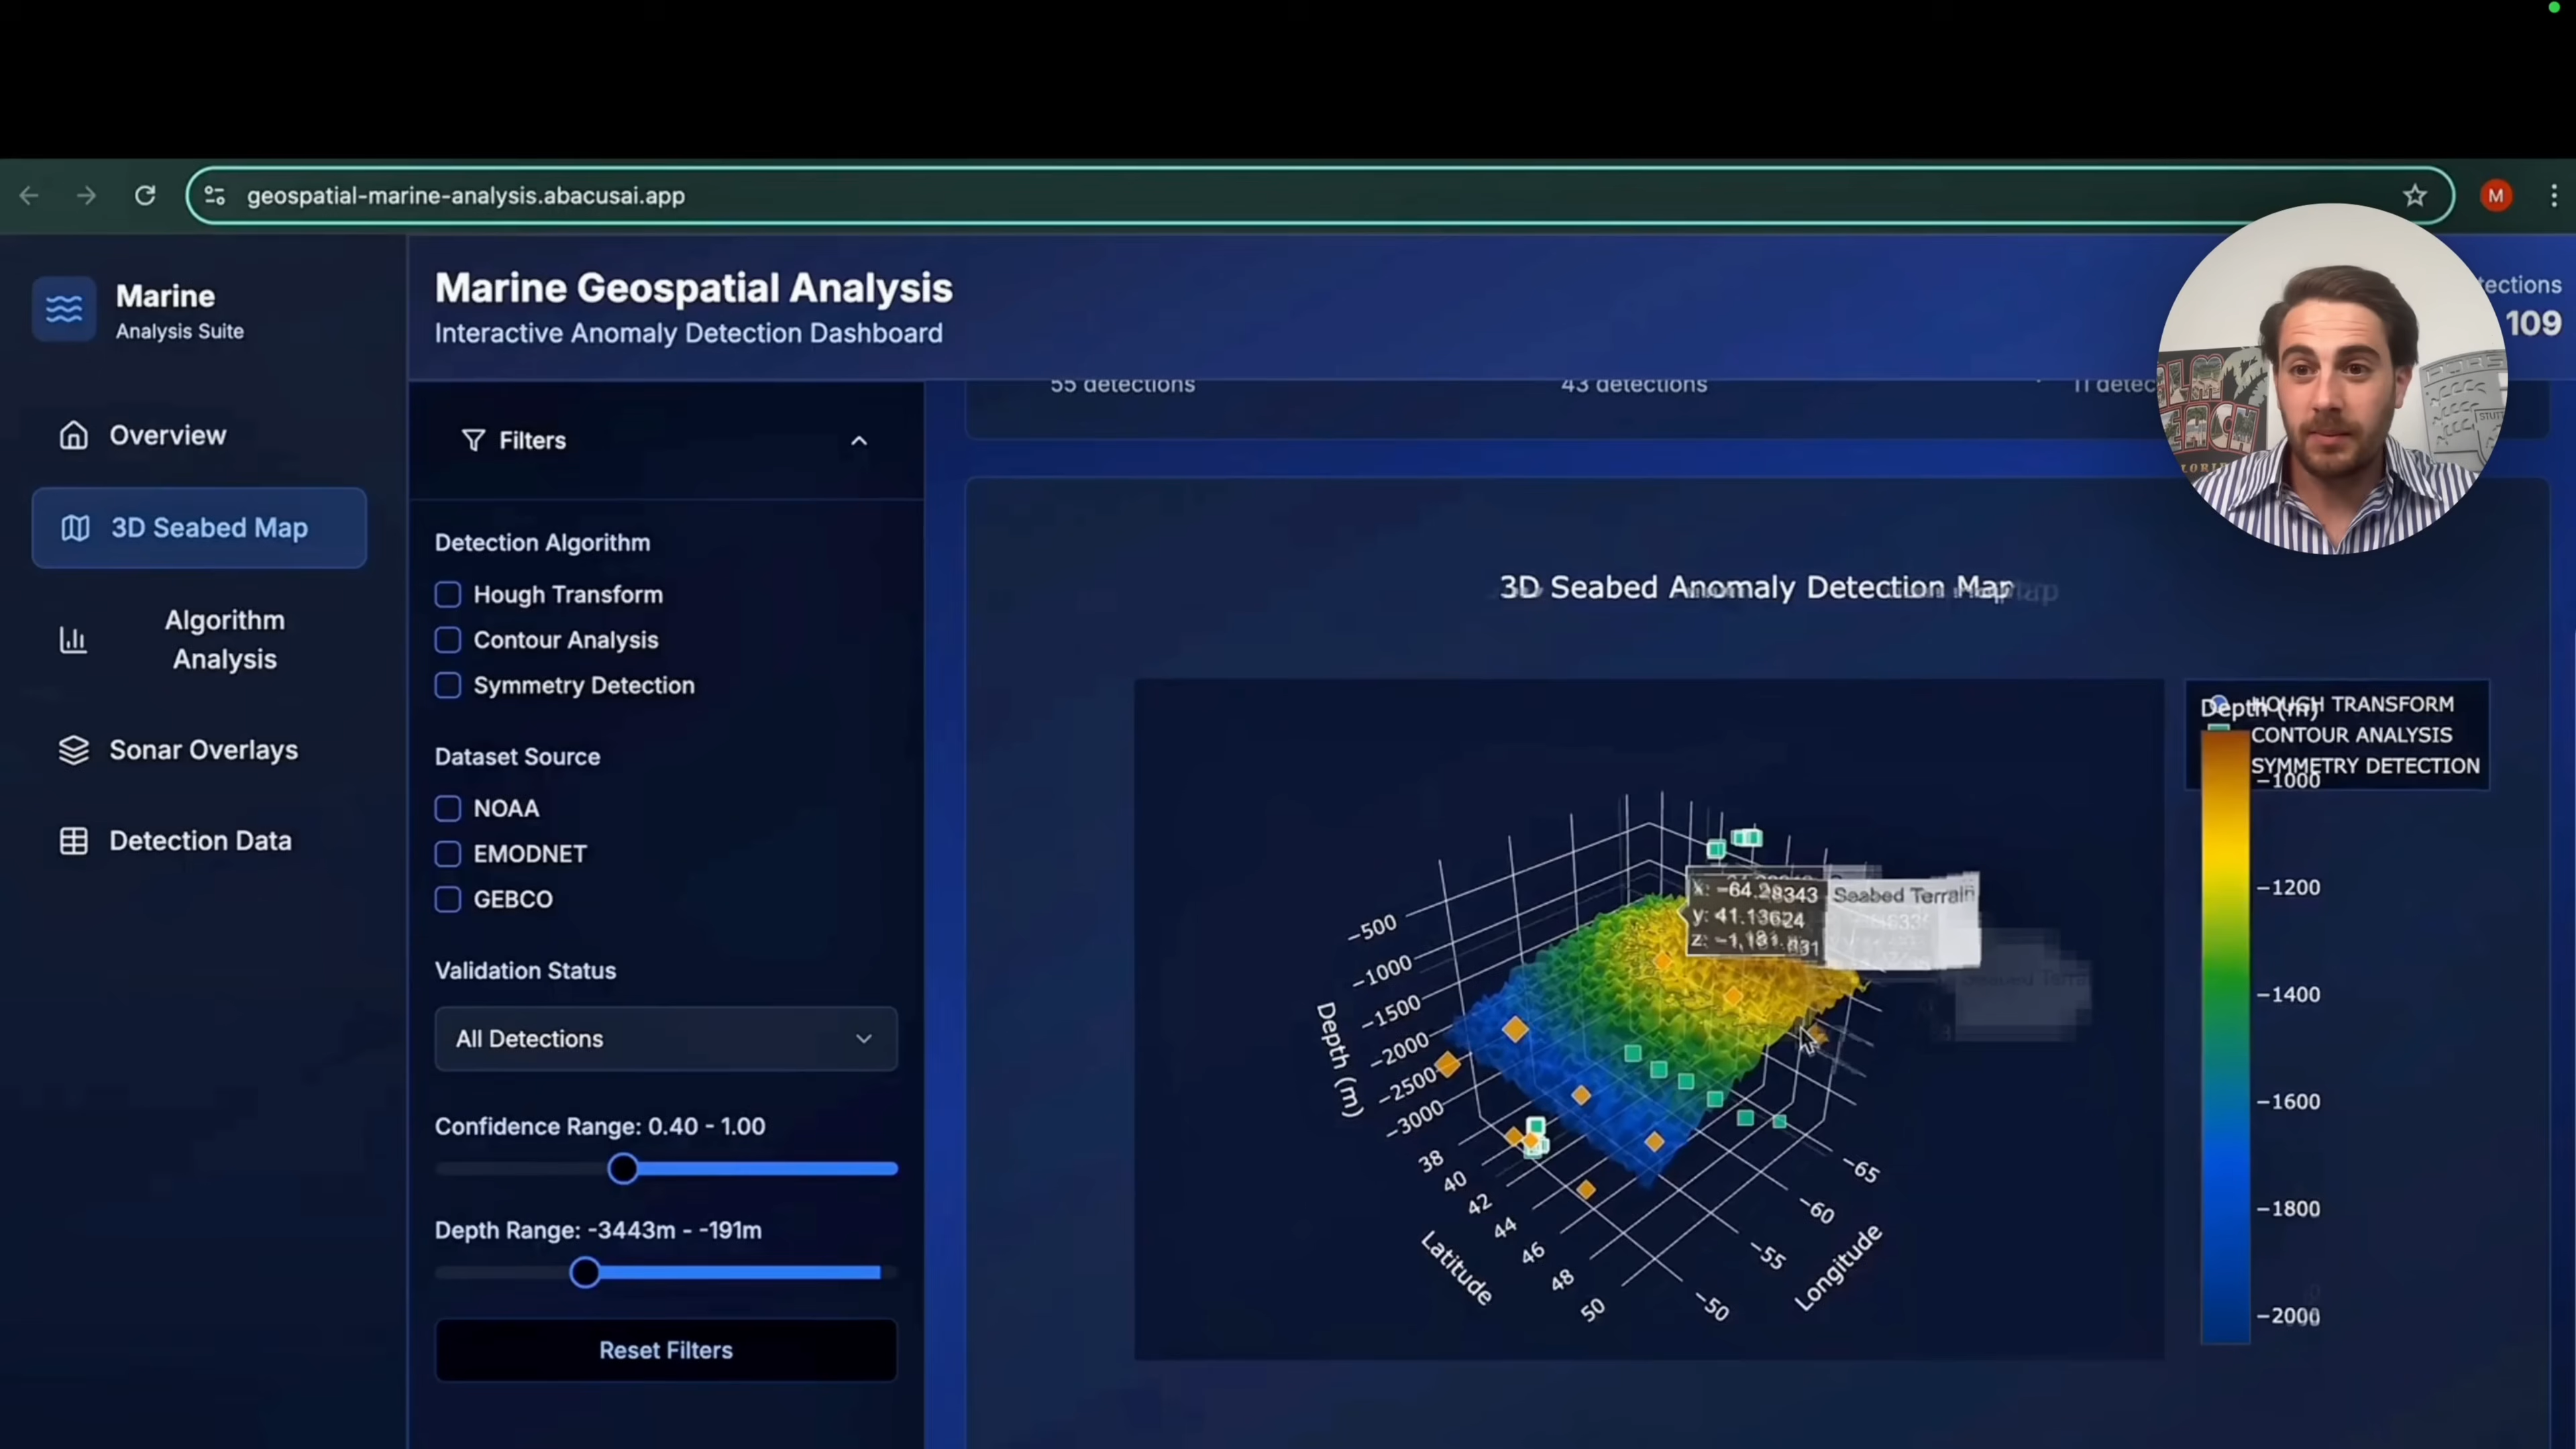 geospatial-marine-analysis.abacusai.app
M
Marine
Analysis Suite
Overview
3D Seabed Map
Algorithm
Analysis
Sonar Overlays
Detection Data
Marine Geospatial Analysis
Interactive Anomaly Detection Dashboard
109
55 detections
43 detections
Filters
Detection Algorithm
Hough Transform
Contour Analysis
Symmetry Detection
Dataset Source
NOAA
EMODNET
GEBCO
Validation Status
All Detections
Confidence Range: 0.40 - 1.00
Depth Range: -3443m - -191m
Reset Filters
3D Seabed Anomaly Detection Map
HOUGH TRANSFORM
Depth (m)
CONTOUR ANALYSIS
SYMMETRY DETECTION
−1000
−1200
−1400
−1600
−1800
−2000
y: 41.13624
Seabed Terrain
Depth (m)
−500
−1000
−1500
−2000
−2500
−3000
Latitude
38
40
42
44
46
48
50
Longitude
−65
−60
−55
−50